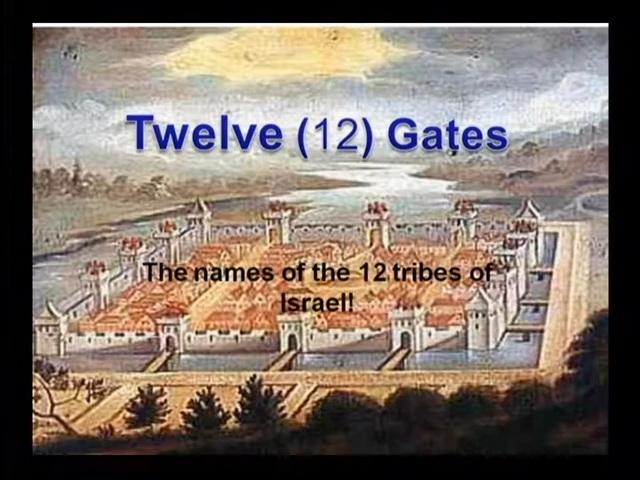 Twelve (12) Gates
The names of the 12 tribes of
Israel!